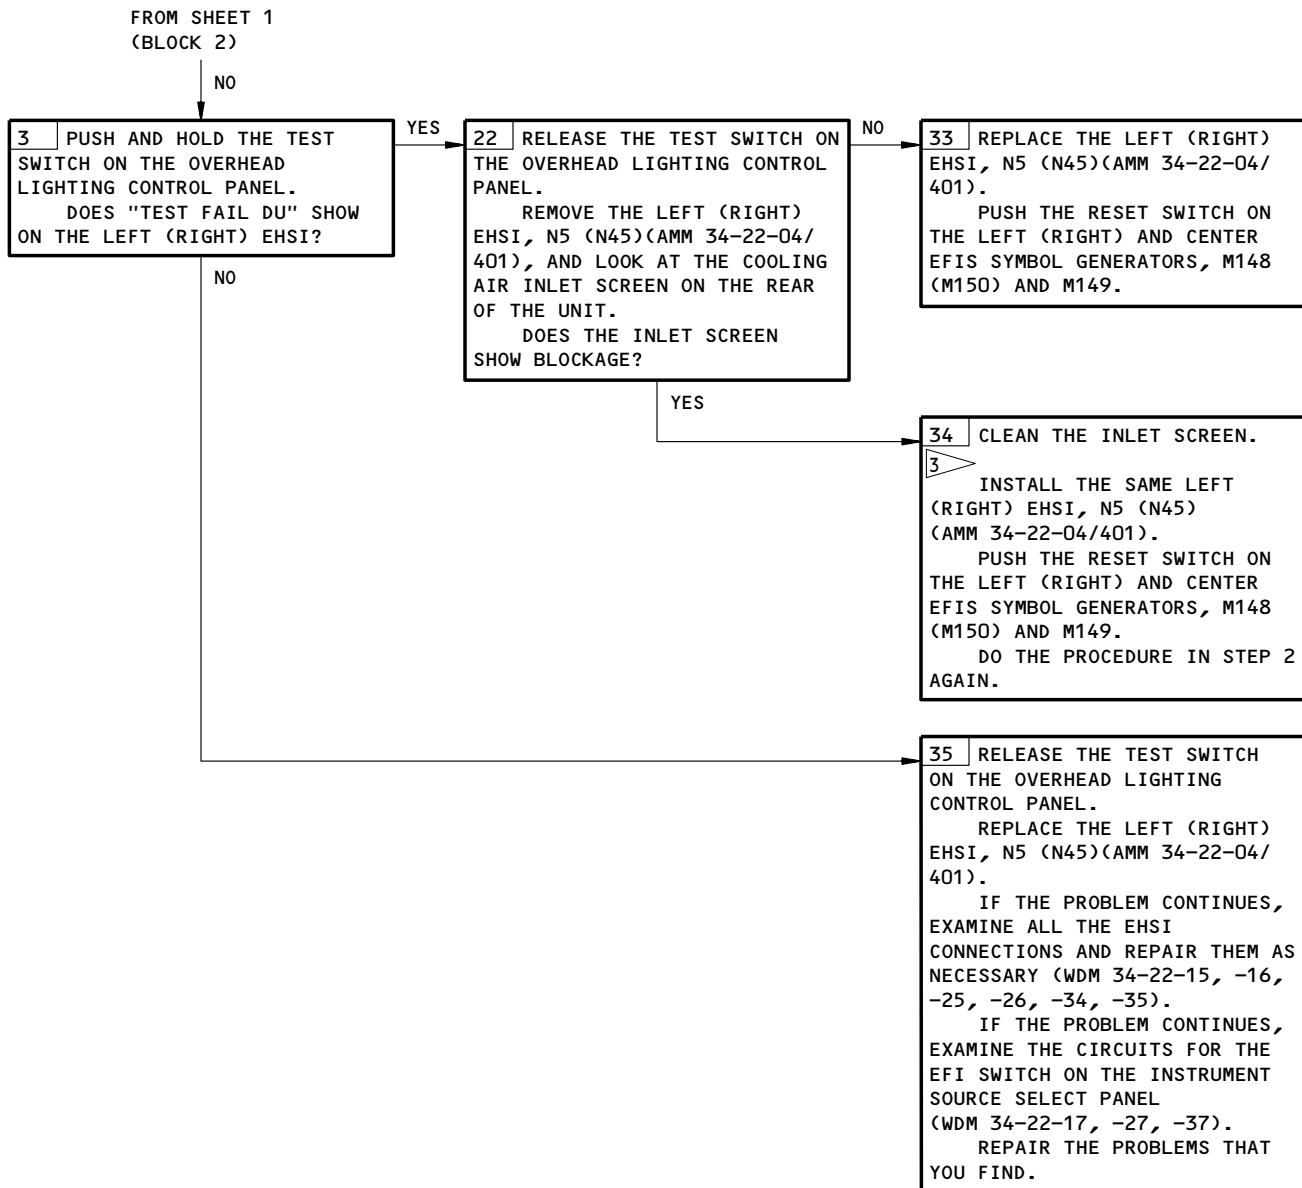 FROM SHEET 1
(BLOCK 2)
NO
3 PUSH AND HOLD THE TEST
SWITCH ON THE OVERHEAD
LIGHTING CONTROL PANEL.
DOES "TEST FAIL DU" SHOW
ON THE LEFT (RIGHT) EHSI?
YES
NO
22 RELEASE THE TEST SWITCH ON
THE OVERHEAD LIGHTING CONTROL
PANEL.
REMOVE THE LEFT (RIGHT)
EHSI, N5 (N45)(AMM 34-22-04/
401), AND LOOK AT THE COOLING
AIR INLET SCREEN ON THE REAR
OF THE UNIT.
DOES THE INLET SCREEN
SHOW BLOCKAGE?
NO
YES
33 REPLACE THE LEFT (RIGHT)
EHSI, N5 (N45)(AMM 34-22-04/
401).
PUSH THE RESET SWITCH ON
THE LEFT (RIGHT) AND CENTER
EFIS SYMBOL GENERATORS, M148
(M150) AND M149.
34 CLEAN THE INLET SCREEN.
3
INSTALL THE SAME LEFT
(RIGHT) EHSI, N5 (N45)
(AMM 34-22-04/401).
PUSH THE RESET SWITCH ON
THE LEFT (RIGHT) AND CENTER
EFIS SYMBOL GENERATORS, M148
(M150) AND M149.
DO THE PROCEDURE IN STEP 2
AGAIN.
35 RELEASE THE TEST SWITCH
ON THE OVERHEAD LIGHTING
CONTROL PANEL.
REPLACE THE LEFT (RIGHT)
EHSI, N5 (N45)(AMM 34-22-04/
401).
IF THE PROBLEM CONTINUES,
EXAMINE ALL THE EHSI
CONNECTIONS AND REPAIR THEM AS
NECESSARY (WDM 34-22-15, -16,
-25, -26, -34, -35).
IF THE PROBLEM CONTINUES,
EXAMINE THE CIRCUITS FOR THE
EFI SWITCH ON THE INSTRUMENT
SOURCE SELECT PANEL
(WDM 34-22-17, -27, -37).
REPAIR THE PROBLEMS THAT
YOU FIND.